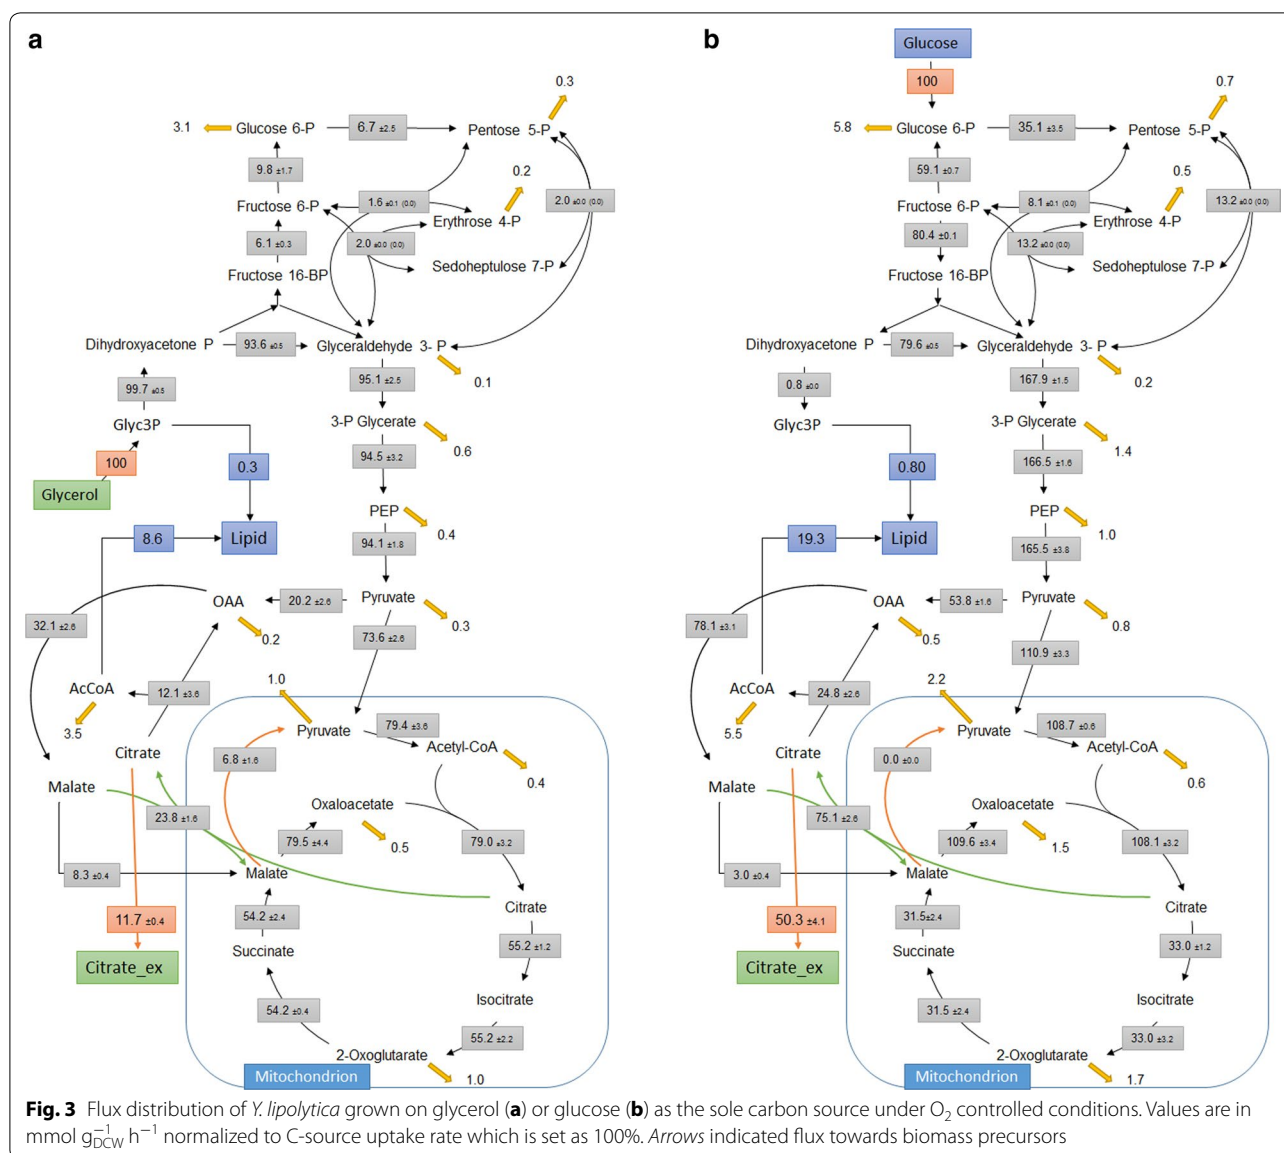 a
0.3
3.1
Glucose 6-P
6.7 ±2.5
Pentose 5-P
9.8 ±1.7
0.2
Fructose 6-P
1.6 ±0.1 (0.0)
2.0 ±0.0 (0.0)
Erythrose 4-P
6.1 ±0.3
2.0 ±0.0 (0.0)
Sedoheptulose 7-P
Fructose 16-BP
Dihydroxyacetone P
93.6 ±0.5
Glyceraldehyde 3- P
95.1 ±2.5
0.1
99.7 ±0.5
Glyc3P
3-P Glycerate
0.6
100
0.3
94.5 ±3.2
Glycerol
PEP
0.4
8.6
Lipid
94.1 ±1.8
OAA
20.2 ±2.6
Pyruvate
32.1 ±2.6
0.2
0.3
73.6 ±2.6
AcCoA
12.1 ±3.6
1.0
3.5
Pyruvate
79.4 ±3.6
Acetyl-CoA
Citrate
6.8 ±1.6
0.4
Malate
Oxaloacetate
23.8 ±1.6
79.5 ±4.4
0.5
79.0 ±3.2
8.3 ±0.4
Malate
11.7 ±0.4
54.2 ±2.4
Citrate
Citrate_ex
Succinate
55.2 ±1.2
54.2 ±0.4
Isocitrate
55.2 ±2.2
2-Oxoglutarate
Mitochondrion
1.0
b
Glucose
100
0.7
5.8
Glucose 6-P
35.1 ±3.5
Pentose 5-P
59.1 ±0.7
0.5
Fructose 6-P
8.1 ±0.1 (0.0)
13.2 ±0.0 (0.0)
Erythrose 4-P
80.4 ±0.1
13.2 ±0.0 (0.0)
Sedoheptulose 7-P
Fructose 16-BP
Dihydroxyacetone P
79.6 ±0.5
Glyceraldehyde 3- P
167.9 ±1.5
0.2
0.8 ±0.0
Glyc3P
3-P Glycerate
1.4
0.80
166.5 ±1.6
PEP
1.0
19.3
Lipid
165.5 ±3.8
OAA
53.8 ±1.6
Pyruvate
78.1 ±3.1
0.5
0.8
110.9 ±3.3
AcCoA
24.8 ±2.6
2.2
5.5
Pyruvate
108.7 ±0.6
Acetyl-CoA
Citrate
0.0 ±0.0
0.6
Malate
Oxaloacetate
75.1 ±2.6
109.6 ±3.4
1.5
108.1 ±3.2
3.0 ±0.4
Malate
50.3 ±4.1
31.5±2.4
Citrate
Citrate_ex
Succinate
33.0 ±1.2
31.5 ±2.4
Isocitrate
33.0 ±3.2
2-Oxoglutarate
Mitochondrion
1.7
Fig. 3 Flux distribution of Y. lipolytica grown on glycerol (a) or glucose (b) as the sole carbon source under O₂ controlled conditions. Values are in
mmol g⁻¹DCW h⁻¹ normalized to C-source uptake rate which is set as 100%. Arrows indicated flux towards biomass precursors